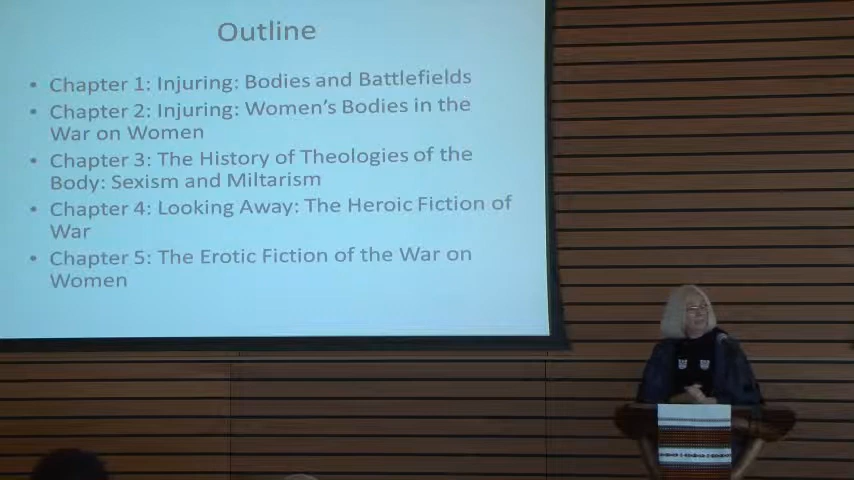 Outline
• Chapter 1: Injuring: Bodies and Battlefields
• Chapter 2: Injuring: Women's Bodies in the
War on Women
• Chapter 3: The History of Theologies of the
Body: Sexism and Miltarism
• Chapter 4: Looking Away: The Heroic Fiction of
War
• Chapter 5: The Erotic Fiction of the War on
Women